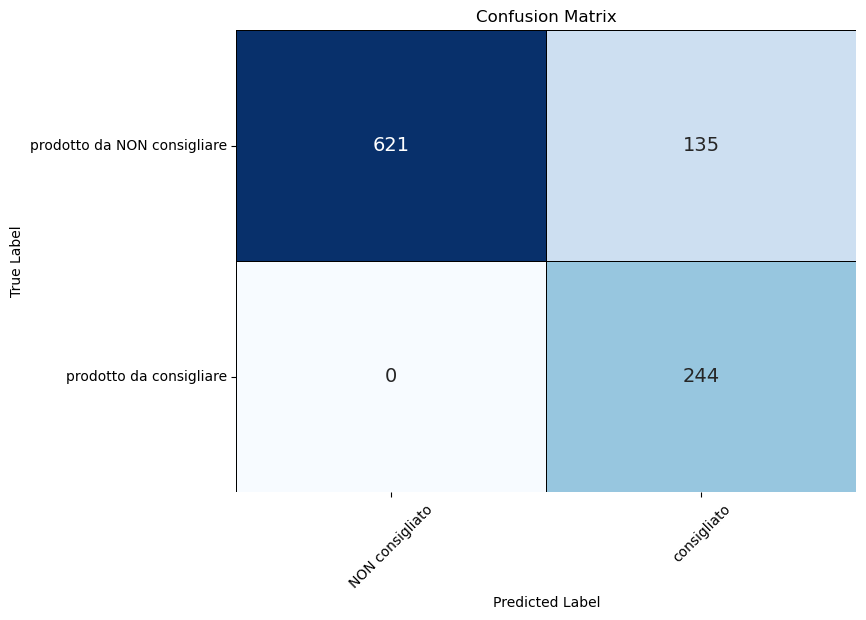 Confusion Matrix
True Label
prodotto da NON consigliare
621
135
prodotto da consigliare
0
244
NON consigliato
consigliato
Predicted Label